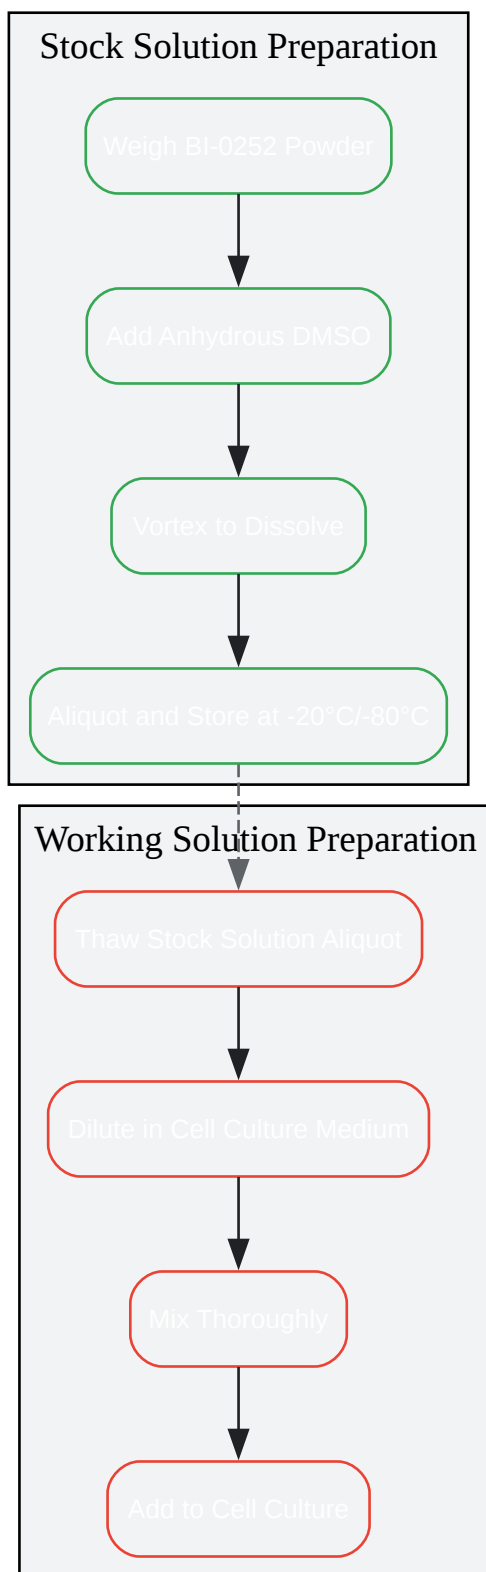 Stock Solution Preparation
Weigh BI-0252 Powder
Add Anhydrous DMSO
Vortex to Dissolve
Aliquot and Store at -20°C/-80°C
Working Solution Preparation
Thaw Stock Solution Aliquot
Dilute in Cell Culture Medium
Mix Thoroughly
Add to Cell Culture